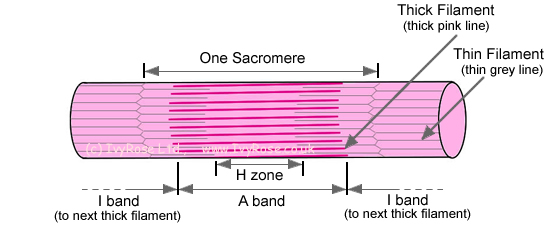 Thick Filament
(thick pink line)
One Sacromere
Thin Filament
(thin grey line)
(c)IvyRose Ltd., www.IvyRose.co.uk
H zone
I band
(to next thick filament)
A band
I band
(to next thick filament)